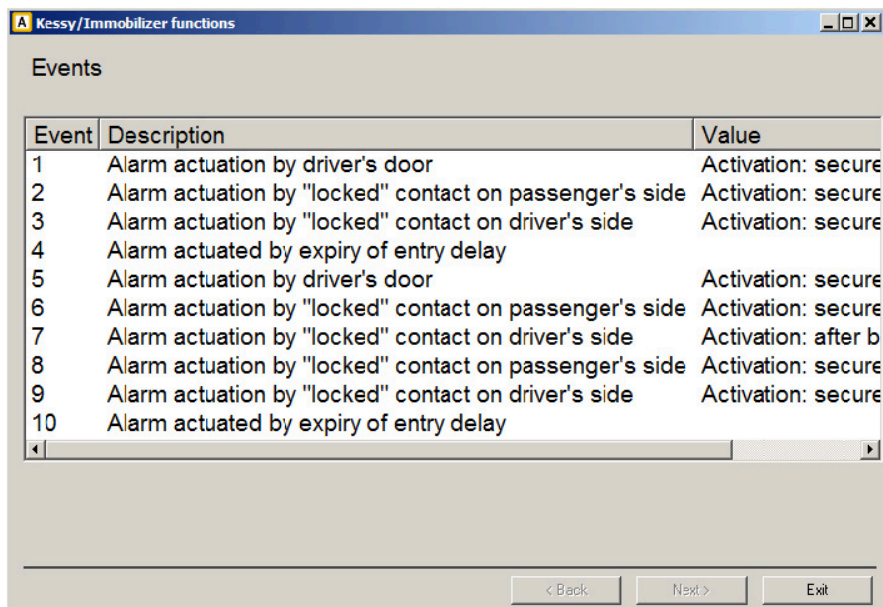 A Kessy/Immobilizer functions
Events
Event Description Value
1 Alarm actuation by driver's door Activation: secure
2 Alarm actuation by "locked" contact on passenger's side Activation: secure
3 Alarm actuation by "locked" contact on driver's side Activation: secure
4 Alarm actuated by expiry of entry delay
5 Alarm actuation by driver's door Activation: secure
6 Alarm actuation by "locked" contact on passenger's side Activation: secure
7 Alarm actuation by "locked" contact on driver's side Activation: after b
8 Alarm actuation by "locked" contact on passenger's side Activation: secure
9 Alarm actuation by "locked" contact on driver's side Activation: secure
10 Alarm actuated by expiry of entry delay
< Back Next > Exit